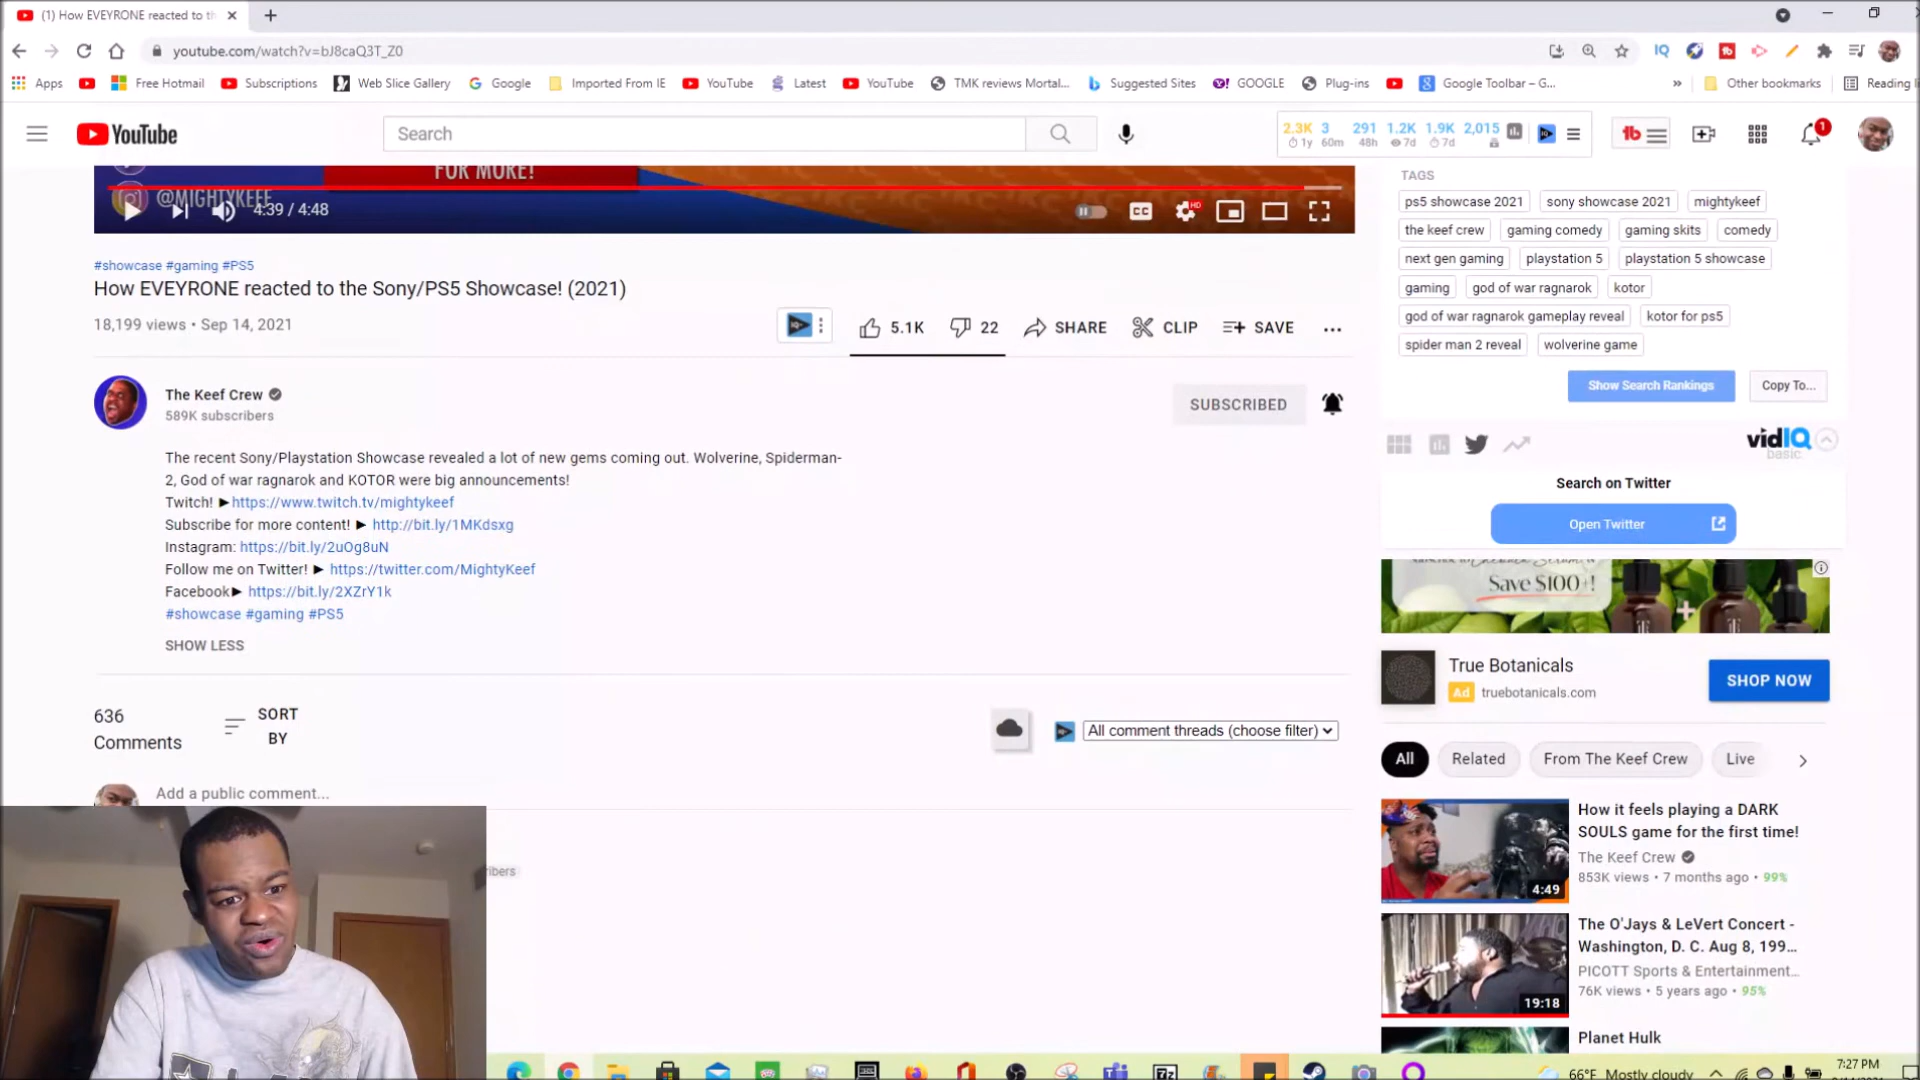 (1) How EVEYRONE reacted to th
youtube.com/watch?v=bJ8caQ3T_Z0
Apps
Free Hotmail
Subscriptions
Web Slice Gallery
Google
Imported From IE
YouTube
Latest
YouTube
TMK reviews Mortal...
Suggested Sites
GOOGLE
Plug-ins
Google Toolbar – G...
»
Other bookmarks
Reading li
YouTube
Search
2.3K 3 291 1.2K 1.9K 2,015
1y 60m 48h 7d 7d
1
FOR MORE!
@MIGHTYKEEF
4:39 / 4:48
CC
HD
#showcase #gaming #PS5
How EVEYRONE reacted to the Sony/PS5 Showcase! (2021)
18,199 views • Sep 14, 2021
5.1K
22
SHARE
CLIP
SAVE
The Keef Crew
589K subscribers
SUBSCRIBED
The recent Sony/Playstation Showcase revealed a lot of new gems coming out. Wolverine, Spiderman-
2, God of war ragnarok and KOTOR were big announcements!
Twitch! ►https://www.twitch.tv/mightykeef
Subscribe for more content! ► http://bit.ly/1MKdsxg
Instagram: https://bit.ly/2uOg8uN
Follow me on Twitter! ► https://twitter.com/MightyKeef
Facebook► https://bit.ly/2XZrY1k
#showcase #gaming #PS5
SHOW LESS
636
Comments
SORT
BY
All comment threads (choose filter)
Add a public comment...
ibers
TAGS
ps5 showcase 2021
sony showcase 2021
mightykeef
the keef crew
gaming comedy
gaming skits
comedy
next gen gaming
playstation 5
playstation 5 showcase
gaming
god of war ragnarok
kotor
god of war ragnarok gameplay reveal
kotor for ps5
spider man 2 reveal
wolverine game
Show Search Rankings
Copy To...
vidIQ
basic
Search on Twitter
Open Twitter
Save $100+!
True Botanicals
Ad truebotanicals.com
SHOP NOW
All
Related
From The Keef Crew
Live
How it feels playing a DARK
SOULS game for the first time!
The Keef Crew
853K views • 7 months ago • 99%
4:49
The O'Jays & LeVert Concert -
Washington, D. C. Aug 8, 199...
PICOTT Sports & Entertainment...
76K views • 5 years ago • 95%
19:18
Planet Hulk
66°F Mostly cloudy
7:27 PM